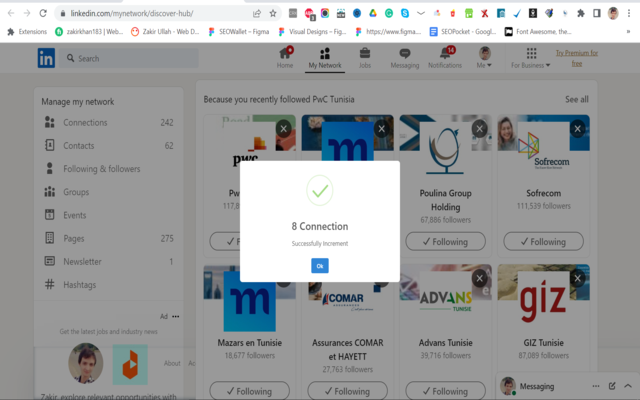 linkedin.com/mynetwork/discover-hub/
Extensions
zakirkhan183 | Web...
Zakir Ullah - Web D...
SEOWallet – Figma
Visual Designs – Fig...
https://www.figma....
SEOPocket - Googl...
Font Awesome, the...
in
Search
Home
My Network
Jobs
Messaging
14
Notifications
Me
For Business
Try Premium for
free
Manage my network
Connections 242
Contacts 62
Following & followers
Groups
Events
Pages 275
Newsletter 1
Hashtags
Ad •••
Get the latest jobs and industry news
About
Zakir, explore relevant opportunities with
Because you recently followed PwC Tunisia
See all
pwc
m
Sofrecom
Poulina Group
Holding
67,886 followers
Sofrecom
111,539 followers
Following
Following
8 Connection
Successfully Increment
Ok
m
COMAR
ADVANS
TUNISIE
giz
Mazars en Tunisie
18,677 followers
Assurances COMAR
et HAYETT
27,763 followers
Advans Tunisie
39,716 followers
GIZ Tunisie
87,089 followers
Following
Following
Following
Messaging